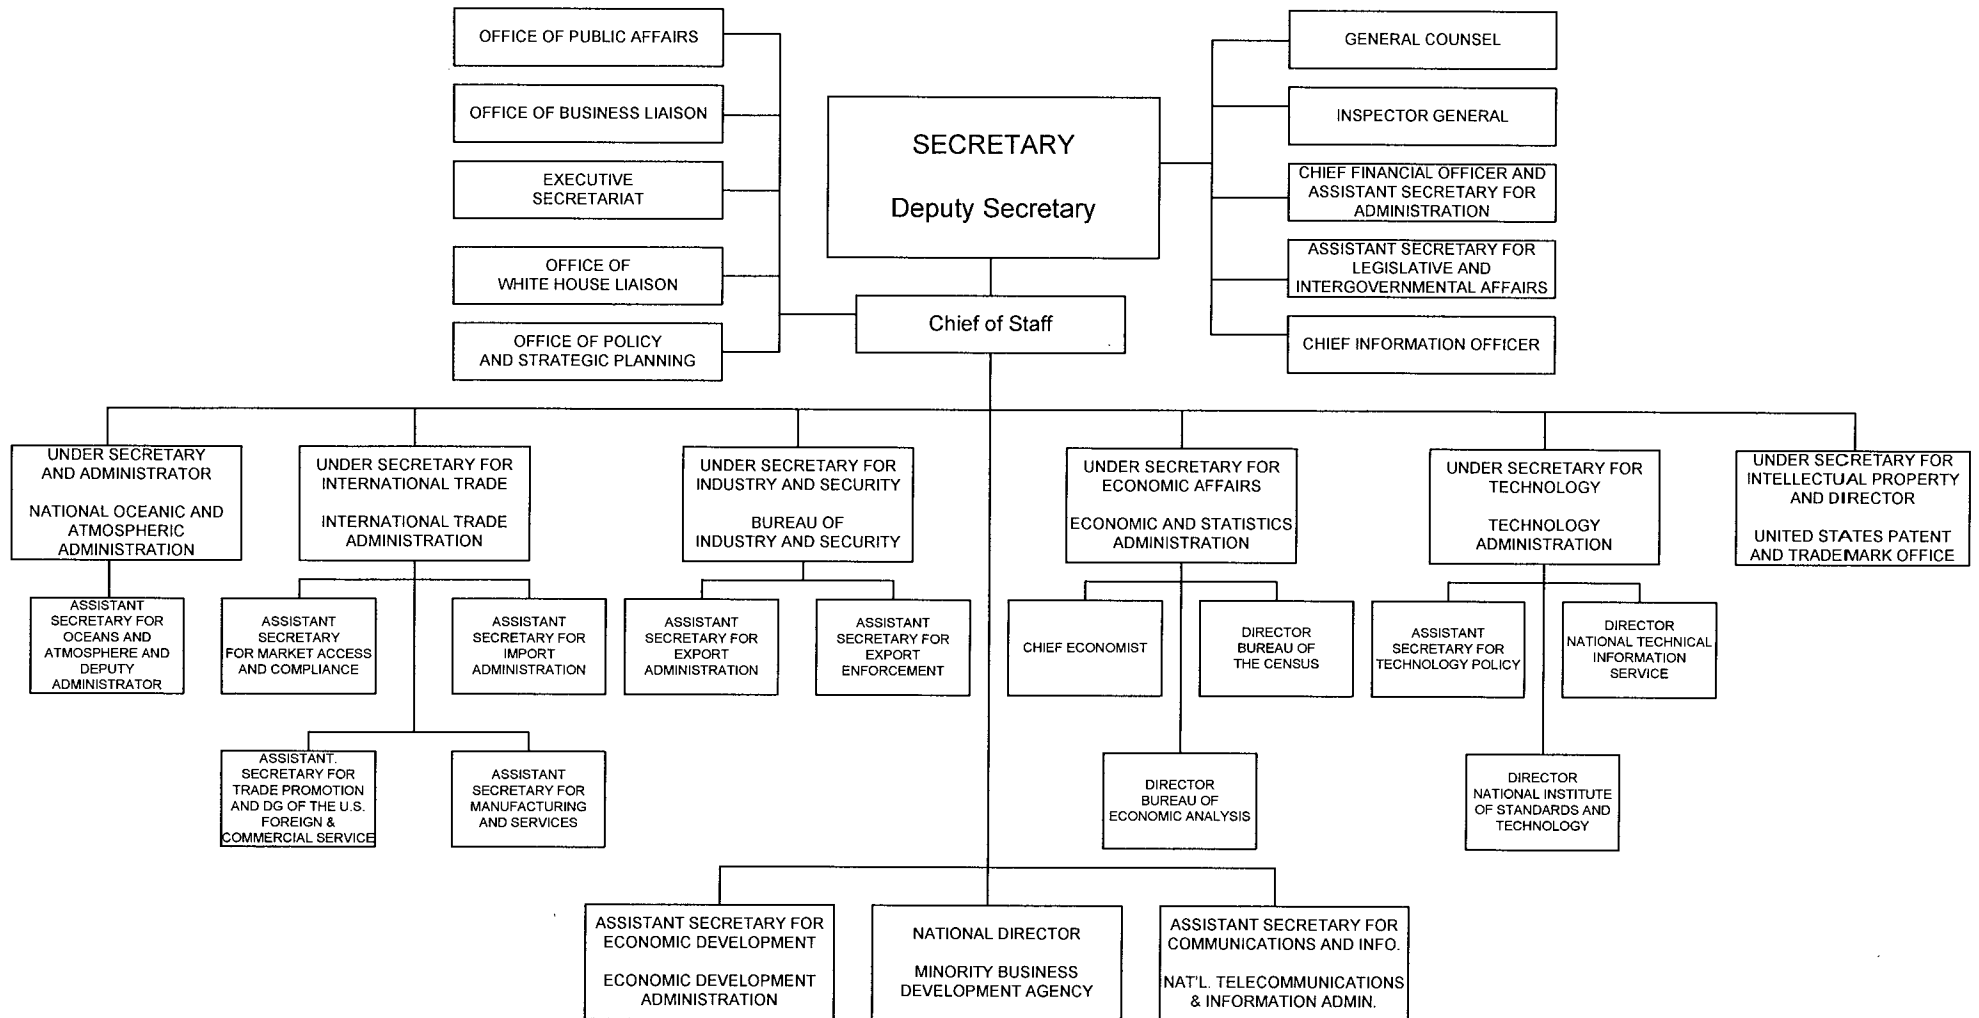 OFFICE OF PUBLIC AFFAIRS
OFFICE OF BUSINESS LIAISON
EXECUTIVE
SECRETARIAT
OFFICE OF
WHITE HOUSE LIAISON
OFFICE OF POLICY
AND STRATEGIC PLANNING
SECRETARY
Deputy Secretary
Chief of Staff
GENERAL COUNSEL
INSPECTOR GENERAL
CHIEF FINANCIAL OFFICER AND
ASSISTANT SECRETARY FOR
ADMINISTRATION
ASSISTANT SECRETARY FOR
LEGISLATIVE AND
INTERGOVERNMENTAL AFFAIRS
CHIEF INFORMATION OFFICER
UNDER SECRETARY
AND ADMINISTRATOR
NATIONAL OCEANIC AND
ATMOSPHERIC
ADMINISTRATION
UNDER SECRETARY FOR
INTERNATIONAL TRADE
INTERNATIONAL TRADE
ADMINISTRATION
UNDER SECRETARY FOR
INDUSTRY AND SECURITY
BUREAU OF
INDUSTRY AND SECURITY
UNDER SECRETARY FOR
ECONOMIC AFFAIRS
ECONOMIC AND STATISTICS
ADMINISTRATION
UNDER SECRETARY FOR
TECHNOLOGY
TECHNOLOGY
ADMINISTRATION
UNDER SECRETARY FOR
INTELLECTUAL PROPERTY
AND DIRECTOR
UNITED STATES PATENT
AND TRADEMARK OFFICE
ASSISTANT
SECRETARY FOR
OCEANS AND
ATMOSPHERE AND
DEPUTY
ADMINISTRATOR
ASSISTANT
SECRETARY
FOR MARKET ACCESS
AND COMPLIANCE
ASSISTANT
SECRETARY FOR
IMPORT
ADMINISTRATION
ASSISTANT
SECRETARY FOR
EXPORT
ADMINISTRATION
ASSISTANT
SECRETARY FOR
EXPORT
ENFORCEMENT
CHIEF ECONOMIST
DIRECTOR
BUREAU OF
THE CENSUS
ASSISTANT
SECRETARY FOR
TECHNOLOGY POLICY
DIRECTOR
NATIONAL TECHNICAL
INFORMATION
SERVICE
ASSISTANT.
SECRETARY FOR
TRADE PROMOTION
AND DG OF THE U.S.
FOREIGN &
COMMERCIAL SERVICE
ASSISTANT
SECRETARY FOR
MANUFACTURING
AND SERVICES
DIRECTOR
BUREAU OF
ECONOMIC ANALYSIS
DIRECTOR
NATIONAL INSTITUTE
OF STANDARDS AND
TECHNOLOGY
ASSISTANT SECRETARY FOR
ECONOMIC DEVELOPMENT
ECONOMIC DEVELOPMENT
ADMINISTRATION
NATIONAL DIRECTOR
MINORITY BUSINESS
DEVELOPMENT AGENCY
ASSISTANT SECRETARY FOR
COMMUNICATIONS AND INFO.
NAT'L. TELECOMMUNICATIONS
& INFORMATION ADMIN.